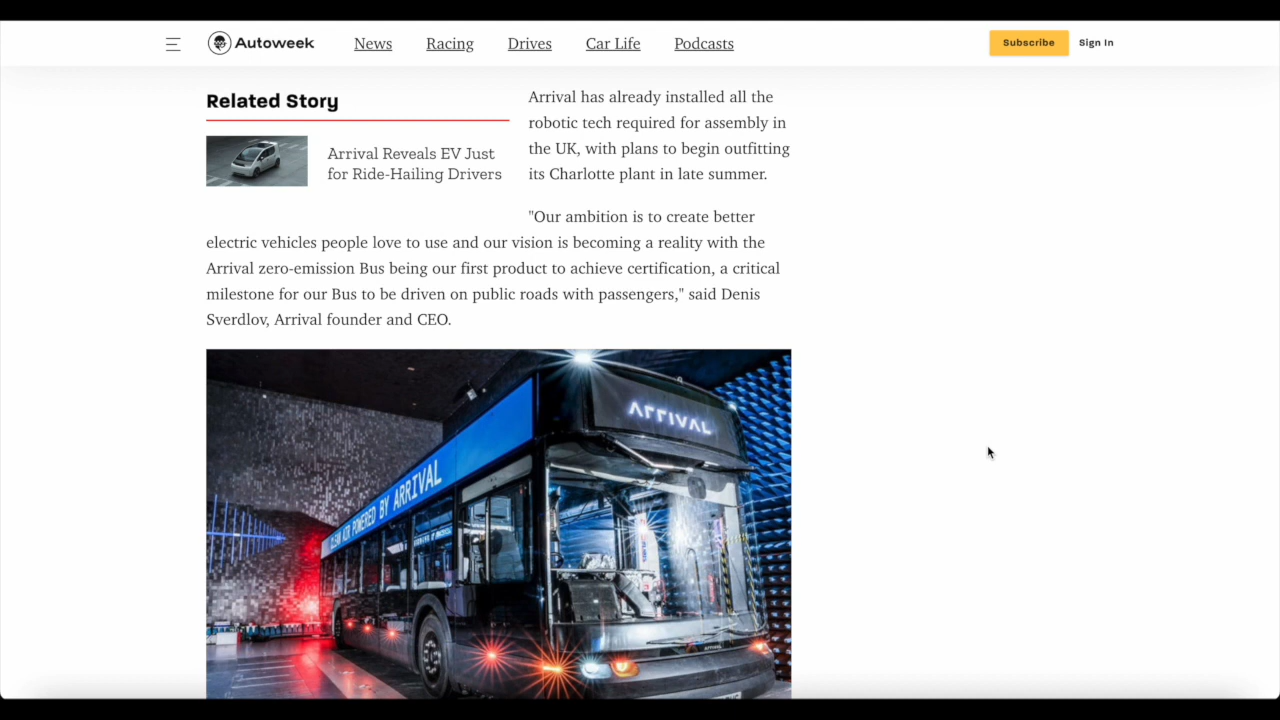 Autoweek
News
Racing
Drives
Car Life
Podcasts
Subscribe
Sign In
Related Story
Arrival Reveals EV Just
for Ride-Hailing Drivers
Arrival has already installed all the
robotic tech required for assembly in
the UK, with plans to begin outfitting
its Charlotte plant in late summer.
"Our ambition is to create better
electric vehicles people love to use and our vision is becoming a reality with the
Arrival zero-emission Bus being our first product to achieve certification, a critical
milestone for our Bus to be driven on public roads with passengers," said Denis
Sverdlov, Arrival founder and CEO.
ARRIVAL
CLEAN AIR POWERED BY ARRIVAL
ARRIVAL